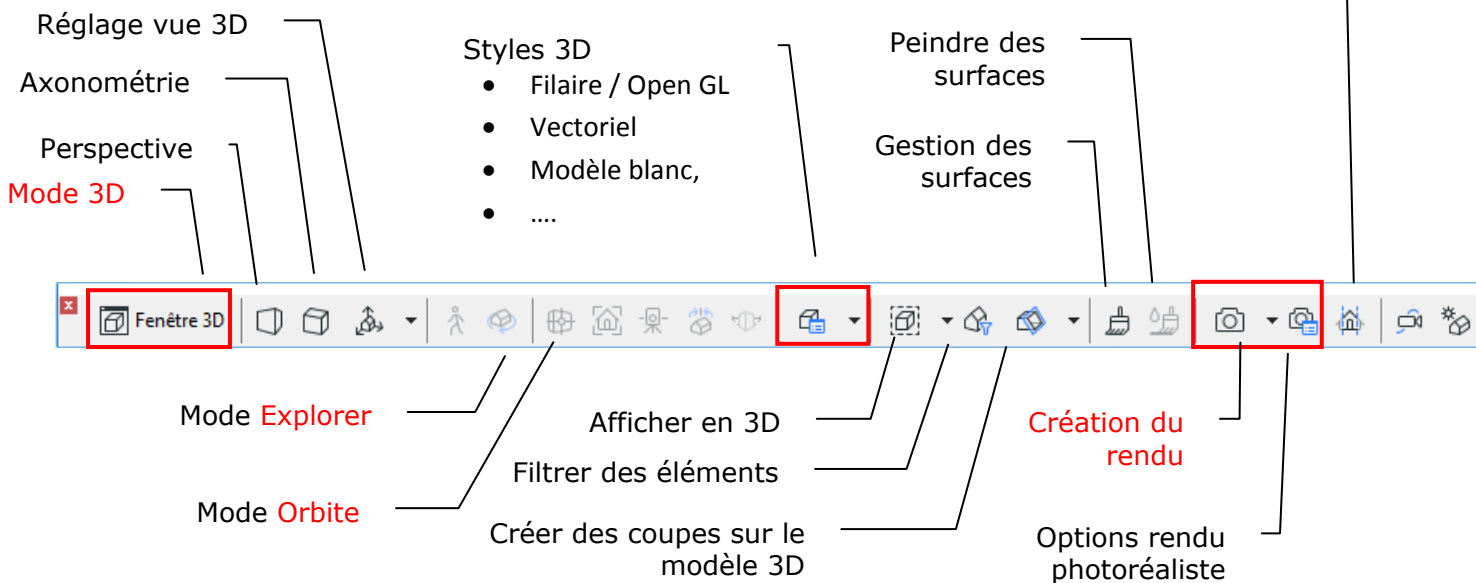 Réglage vue 3D
Axonométrie
Perspective
Mode 3D
Styles 3D
• Filaire / Open GL
• Vectoriel
• Modèle blanc,
• ….
Peindre des
surfaces
Gestion des
surfaces
x
Fenêtre 3D
Mode Explorer
Mode Orbite
Afficher en 3D
Filtrer des éléments
Créer des coupes sur le
modèle 3D
Création du
rendu
Options rendu
photoréaliste